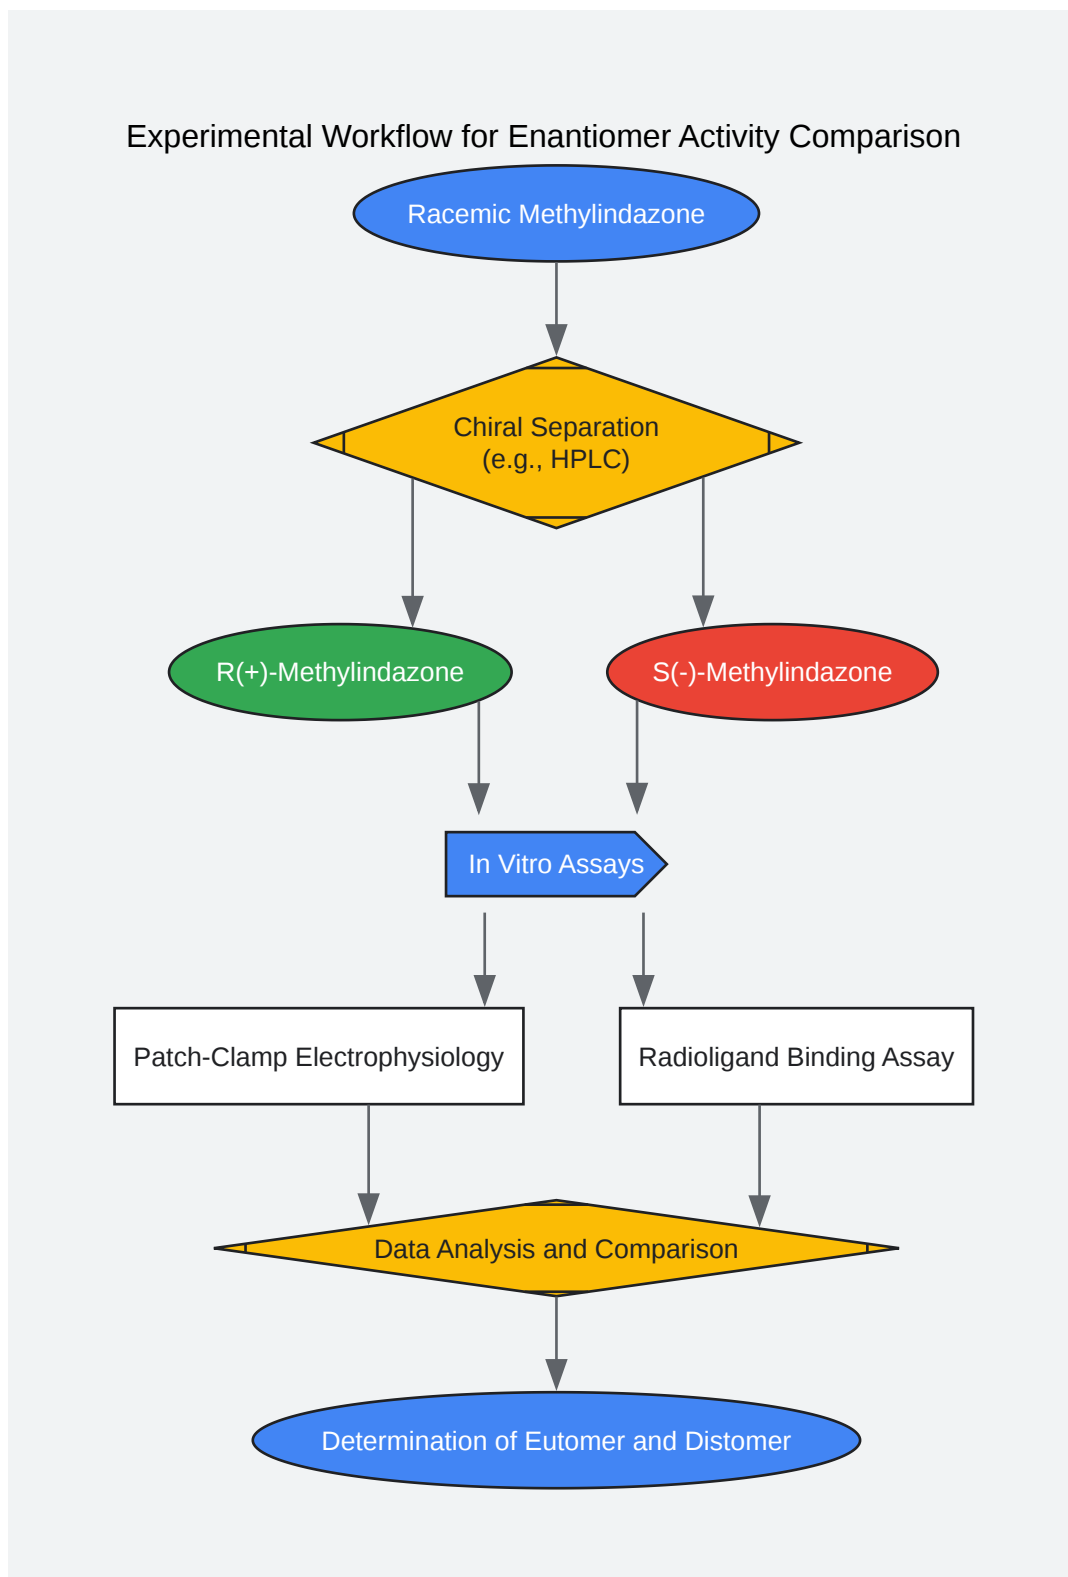 Experimental Workflow for Enantiomer Activity Comparison
Racemic Methylindazone
Chiral Separation
(e.g., HPLC)
R(+)-Methylindazone
S(-)-Methylindazone
In Vitro Assays
Patch-Clamp Electrophysiology
Radioligand Binding Assay
Data Analysis and Comparison
Determination of Eutomer and Distomer